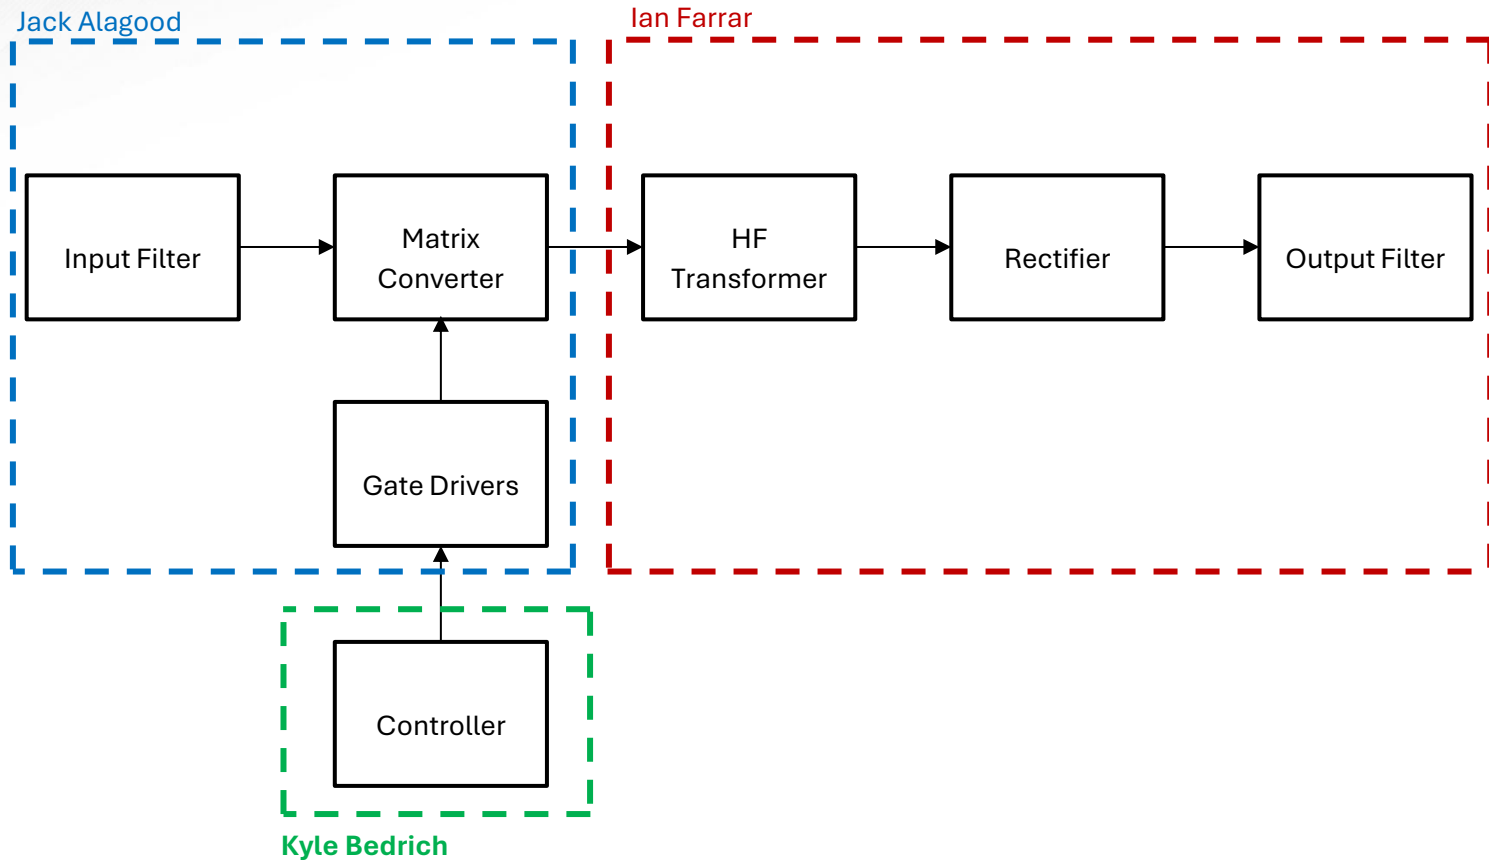 Jack Alagood
Ian Farrar
Input Filter
Matrix
Converter
HF
Transformer
Rectifier
Output Filter
Gate Drivers
Controller
Kyle Bedrich